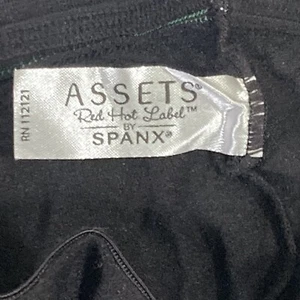 ASSETS®
Red Hot Label™
BY
SPANX®
RN 112121